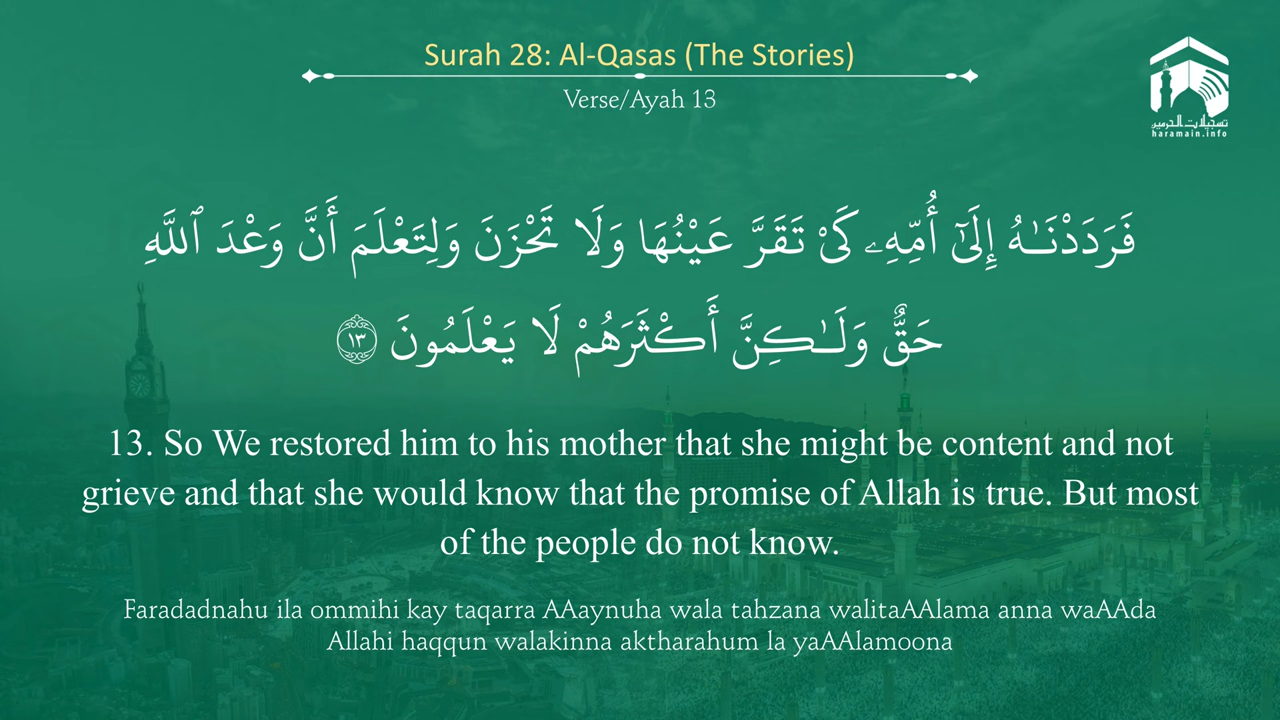 Surah 28: Al-Qasas (The Stories)
Verse/Ayah 13
تسجيلات الحرمين
haramain.info
فَرَدَدْنَـٰهُ إِلَىٰٓ أُمِّهِۦ كَىْ تَقَرَّ عَيْنُهَا وَلَا تَحْزَنَ وَلِتَعْلَمَ أَنَّ وَعْدَ ٱللَّهِ
حَقٌّ وَلَـٰكِنَّ أَكْثَرَهُمْ لَا يَعْلَمُونَ ١٣
13. So We restored him to his mother that she might be content and not
grieve and that she would know that the promise of Allah is true. But most
of the people do not know.
Faradadnahu ila ommihi kay taqarra AAaynuha wala tahzana walitaAAlama anna waAAda
Allahi haqqun walakinna aktharahum la yaAAlamoona